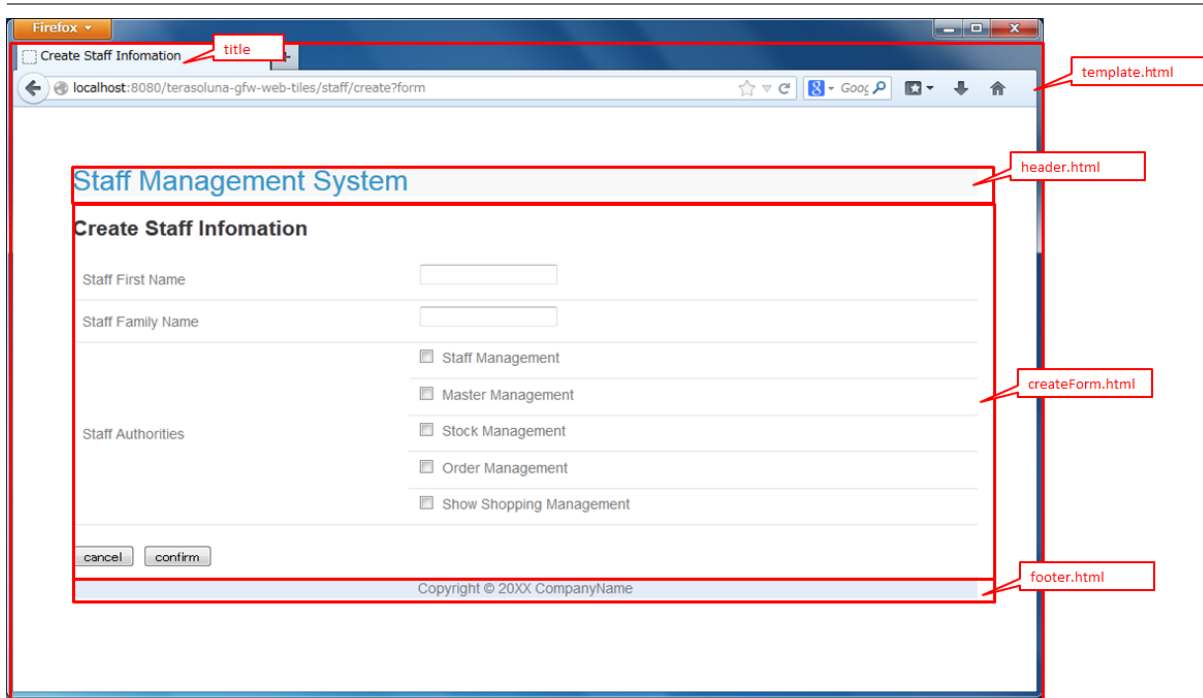 Firefox
Create Staff Infomation
title
template.html
localhost:8080/terasoluna-gfw-web-tiles/staff/create?form
Goog
header.html
Staff Management System
Create Staff Infomation
Staff First Name
Staff Family Name
Staff Management
Master Management
createForm.html
Staff Authorities
Stock Management
Order Management
Show Shopping Management
cancel
confirm
footer.html
Copyright © 20XX CompanyName